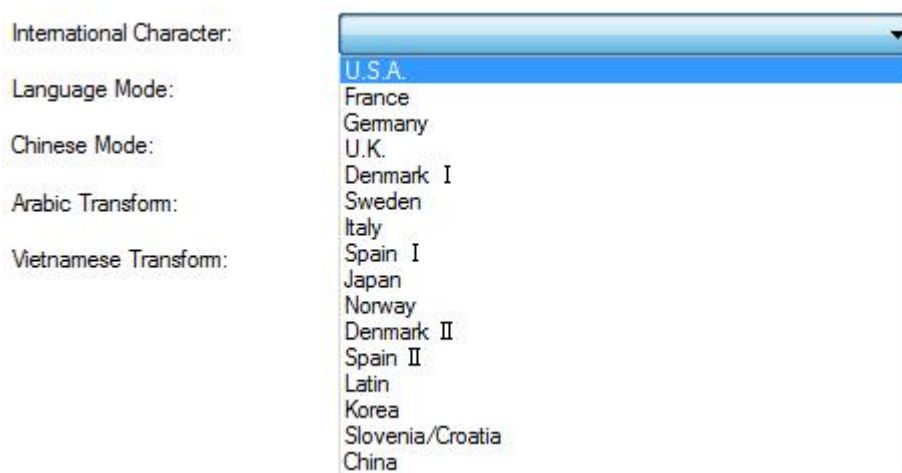 International Character:
U.S.A.
France
Language Mode:
Germany
Chinese Mode:
U.K.
Denmark Ⅰ
Arabic Transform:
Sweden
Italy
Vietnamese Transform:
Spain Ⅰ
Japan
Norway
Denmark Ⅱ
Spain Ⅱ
Latin
Korea
Slovenia/Croatia
China